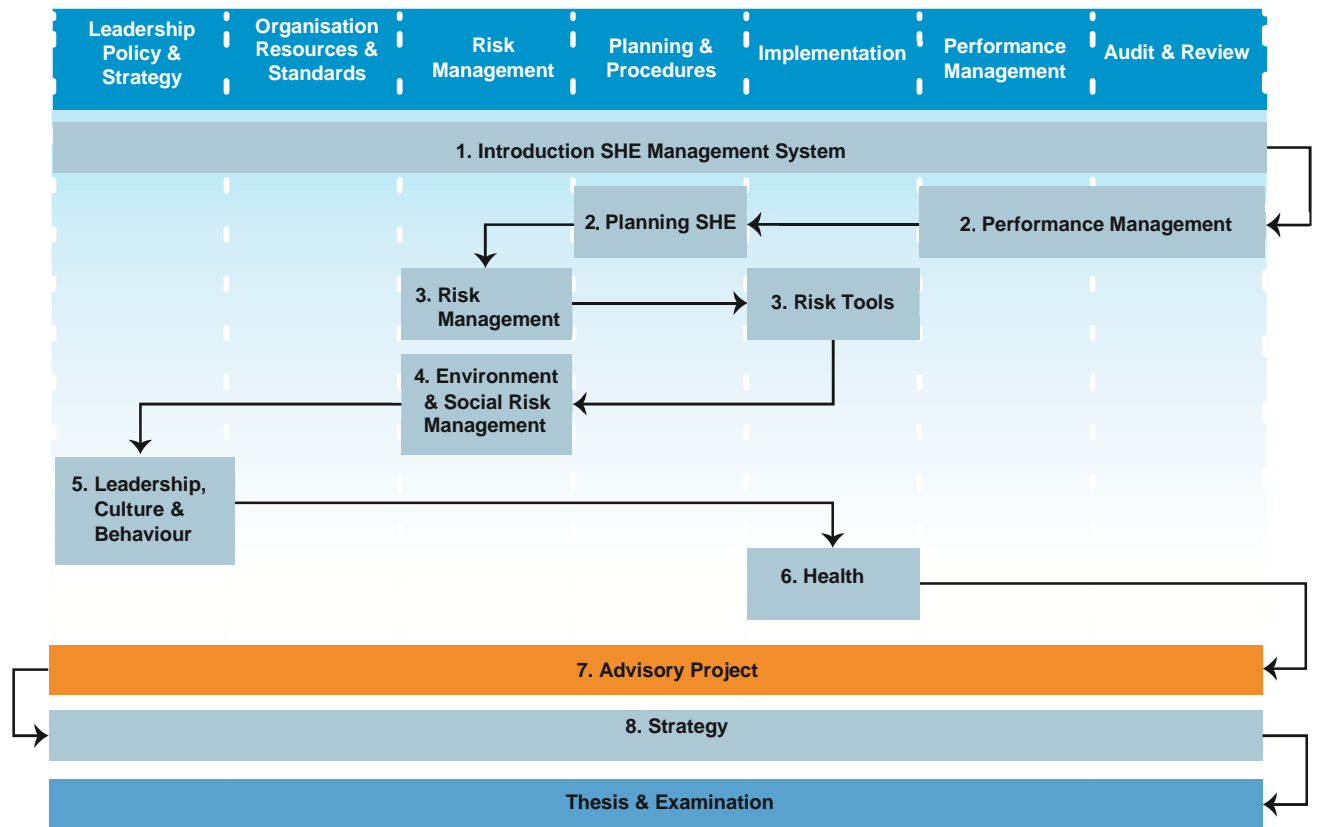 Leadership
Policy &
Strategy
Organisation
Resources &
Standards
Risk
Management
Planning &
Procedures
Implementation
Performance
Management
Audit & Review
1. Introduction SHE Management System
2. Planning SHE
2. Performance Management
3. Risk
Management
3. Risk Tools
4. Environment
& Social Risk
Management
5. Leadership,
Culture &
Behaviour
6. Health
7. Advisory Project
8. Strategy
Thesis & Examination